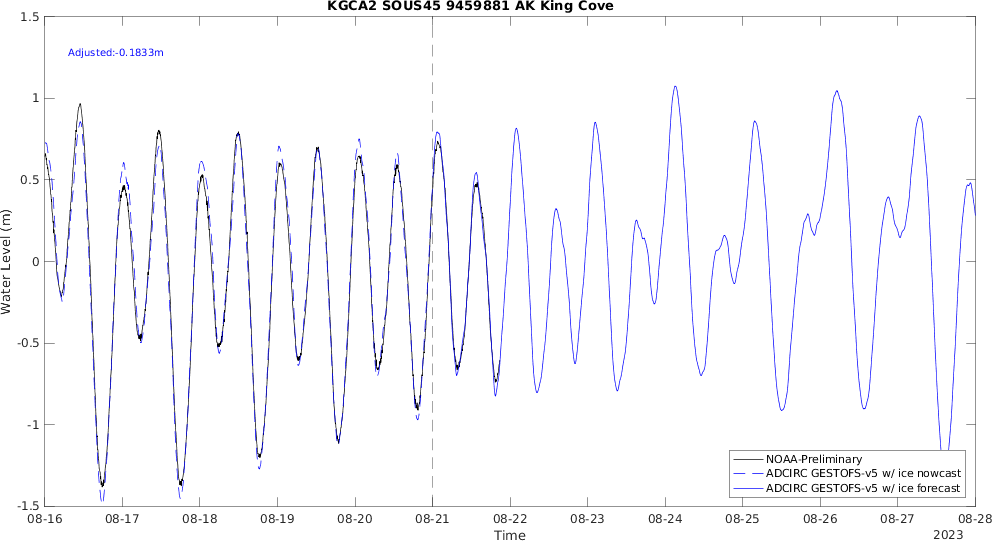 KGCA2 SOUS45 9459881 AK King Cove
Adjusted:-0.1833m
1.5
1
0.5
0
-0.5
-1
-1.5
Water Level (m)
08-16 08-17 08-18 08-19 08-20 08-21 08-22 08-23 08-24 08-25 08-26 08-27 08-28
Time
2023
NOAA-Preliminary
ADCIRC GESTOFS-v5 w/ ice nowcast
ADCIRC GESTOFS-v5 w/ ice forecast